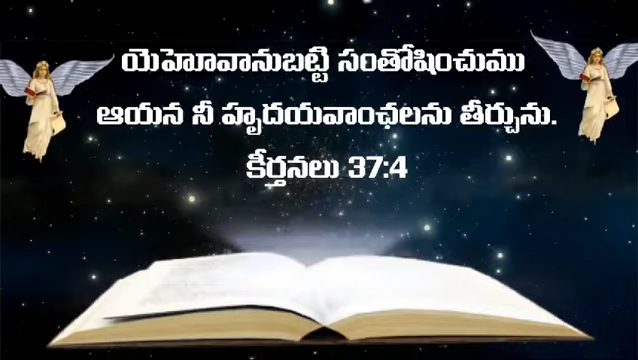 యెహోవానుబట్టి సంతోషించుము
ఆయన నీ హృదయవాంఛలను తీర్చును.
కీర్తనలు 37:4